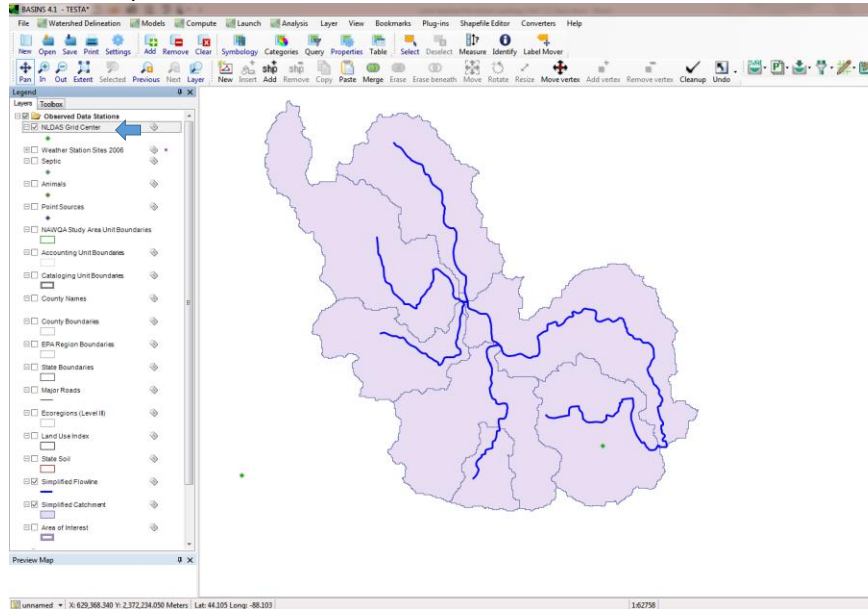 BASINS 4.1 - TESTA*
File Watershed Delineation Models Compute Launch Analysis Layer View Bookmarks Plug-ins Shapefile Editor Converters Help
New Open Save Print Settings Add Remove Clear Symbology Categories Query Properties Table Select Deselect Measure Identify Label Mover
Pan In Out Extent Selected Previous Next Layer New Insert Add Remove Copy Paste Merge Erase Erase beneath Move Rotate Resize Move vertex Add vertex Remove vertex Cleanup Undo
Legend
Layers Toolbox
Observed Data Stations
NLDAS Grid Center
Weather Station Sites 2006
Septic
Animals
Point Sources
NAWQA Study Area Unit Boundaries
Accounting Unit Boundaries
Cataloging Unit Boundaries
County Names
County Boundaries
EPA Region Boundaries
State Boundaries
Major Roads
Ecoregions (Level III)
Land Use Index
State Soil
Simplified Flowline
Simplified Catchment
Area of Interest
Preview Map
unnamed X: 629,368.340 Y: 2,372,234.050 Meters Lat: 44.105 Long: -88.103 1:62758